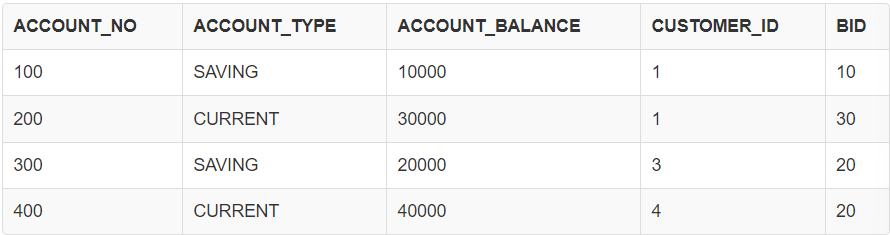 ACCOUNT_NO ACCOUNT_TYPE ACCOUNT_BALANCE CUSTOMER_ID BID
100 SAVING 10000 1 10
200 CURRENT 30000 1 30
300 SAVING 20000 3 20
400 CURRENT 40000 4 20